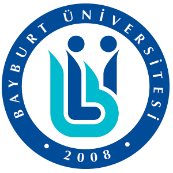 BAYBURT ÜNİVERSİTESİ
• 2008 •